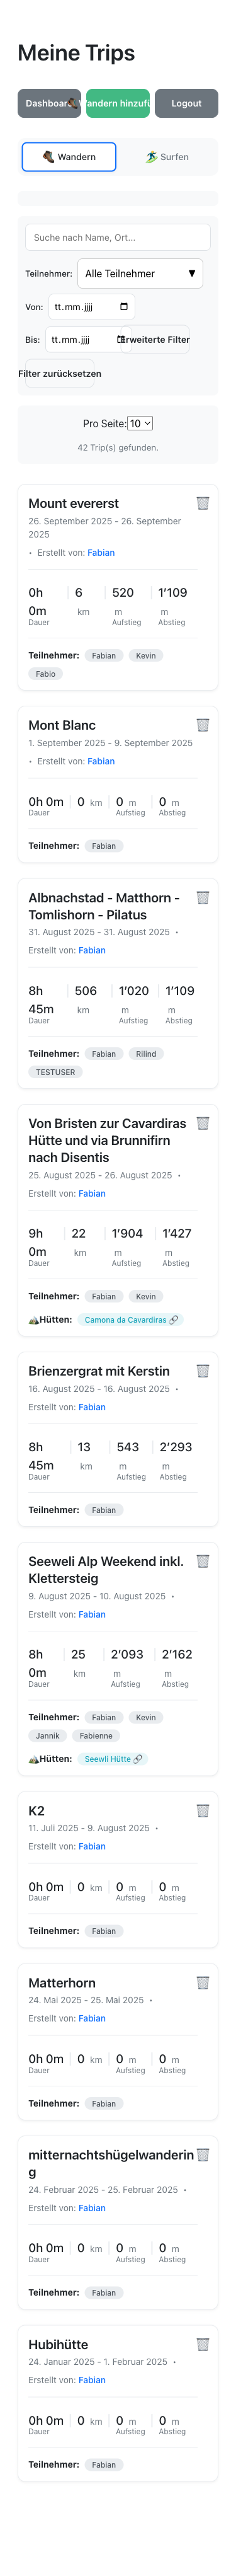 Meine Trips
Dashboard Wandern hinzufü Logout
Wandern Surfen
Suche nach Name, Ort...
Teilnehmer: Alle Teilnehmer
Von: tt.mm.jjjj
Bis: tt.mm.jjjj rweiterte Filter
Filter zurücksetzen
Pro Seite: 10
42 Trip(s) gefunden.
Mount evererst
26. September 2025 - 26. September
2025
• Erstellt von: Fabian
0h 6 520 1’109
0m km m m
Dauer Aufstieg Abstieg
Teilnehmer: Fabian Kevin
Fabio
Mont Blanc
1. September 2025 - 9. September 2025
• Erstellt von: Fabian
0h 0m 0 km 0 m 0 m
Dauer Aufstieg Abstieg
Teilnehmer: Fabian
Albnachstad - Matthorn -
Tomlishorn - Pilatus
31. August 2025 - 31. August 2025 •
Erstellt von: Fabian
8h 506 1’020 1’109
45m km m m
Dauer Aufstieg Abstieg
Teilnehmer: Fabian Rilind
TESTUSER
Von Bristen zur Cavardiras
Hütte und via Brunnifirn
nach Disentis
25. August 2025 - 26. August 2025 •
Erstellt von: Fabian
9h 22 1’904 1’427
0m km m m
Dauer Aufstieg Abstieg
Teilnehmer: Fabian Kevin
Hütten: Camona da Cavardiras
Brienzergrat mit Kerstin
16. August 2025 - 16. August 2025 •
Erstellt von: Fabian
8h 13 543 2’293
45m km m m
Dauer Aufstieg Abstieg
Teilnehmer: Fabian
Seeweli Alp Weekend inkl.
Klettersteig
9. August 2025 - 10. August 2025 •
Erstellt von: Fabian
8h 25 2’093 2’162
0m km m m
Dauer Aufstieg Abstieg
Teilnehmer: Fabian Kevin
Jannik Fabienne
Hütten: Seewli Hütte
K2
11. Juli 2025 - 9. August 2025 •
Erstellt von: Fabian
0h 0m 0 km 0 m 0 m
Dauer Aufstieg Abstieg
Teilnehmer: Fabian
Matterhorn
24. Mai 2025 - 25. Mai 2025 •
Erstellt von: Fabian
0h 0m 0 km 0 m 0 m
Dauer Aufstieg Abstieg
Teilnehmer: Fabian
mitternachtshügelwanderin
g
24. Februar 2025 - 25. Februar 2025 •
Erstellt von: Fabian
0h 0m 0 km 0 m 0 m
Dauer Aufstieg Abstieg
Teilnehmer: Fabian
Hubihütte
24. Januar 2025 - 1. Februar 2025 •
Erstellt von: Fabian
0h 0m 0 km 0 m 0 m
Dauer Aufstieg Abstieg
Teilnehmer: Fabian